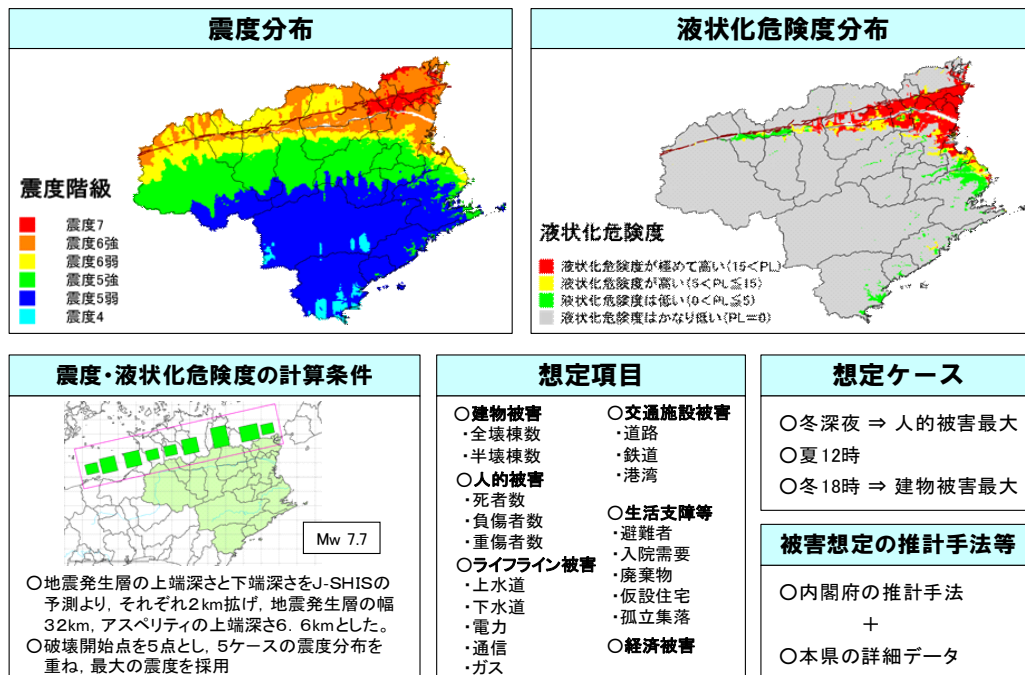 震度分布
震度階級
震度7
震度6強
震度6弱
震度5強
震度5弱
震度4
液状化危険度分布
液状化危険度
液状化危険度が極めて高い(15<PL)
液状化危険度が高い(5<PL≦15)
液状化危険度は低い(0<PL≦5)
液状化危険度はかなり低い(PL=0)
震度・液状化危険度の計算条件
Mw 7.7
○地震発生層の上端深さと下端深さをJ-SHISの
予測より, それぞれ2km拡げ, 地震発生層の幅
32km, アスペリティの上端深さ6. 6kmとした。
○破壊開始点を5点とし, 5ケースの震度分布を
重ね, 最大の震度を採用
想定項目
○建物被害
・全壊棟数
・半壊棟数
○人的被害
・死者数
・負傷者数
・重傷者数
○ライフライン被害
・上水道
・下水道
・電力
・通信
・ガス
○交通施設被害
・道路
・鉄道
・港湾
○生活支障等
・避難者
・入院需要
・廃棄物
・仮設住宅
・孤立集落
○経済被害
想定ケース
○冬深夜 ⇒ 人的被害最大
○夏12時
○冬18時 ⇒ 建物被害最大
被害想定の推計手法等
○内閣府の推計手法
+
○本県の詳細データ